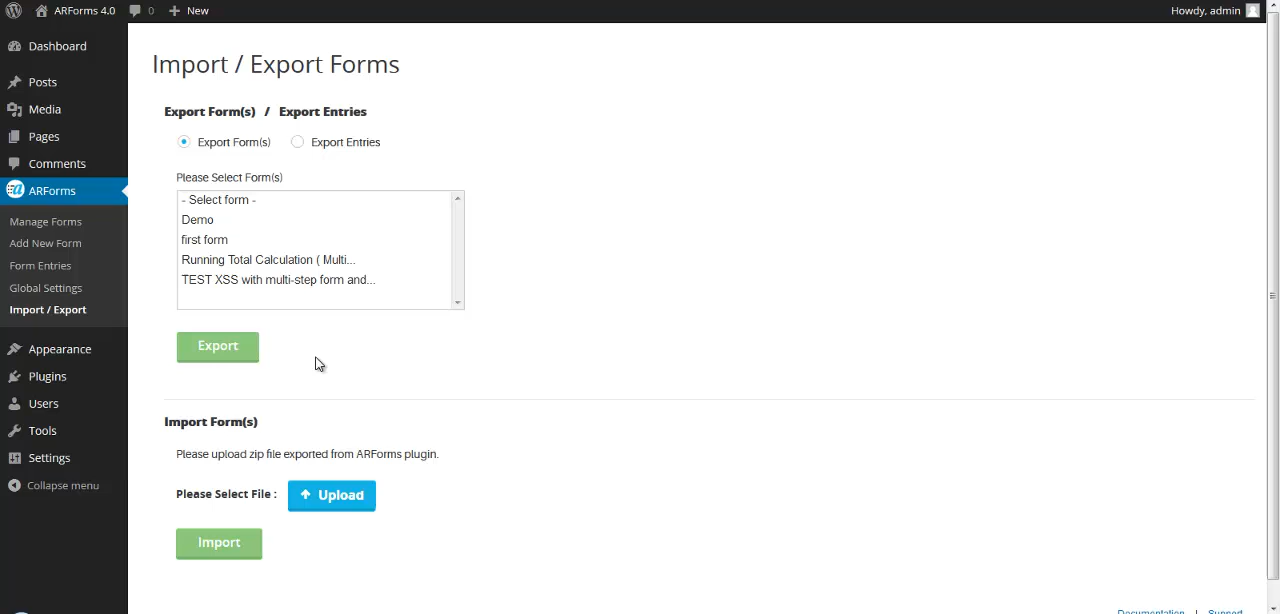 ARForms 4.0 0 New Howdy, admin
Dashboard
Posts
Media
Pages
Comments
ARForms
Manage Forms
Add New Form
Form Entries
Global Settings
Import / Export
Appearance
Plugins
Users
Tools
Settings
Collapse menu
Import / Export Forms
Export Form(s) / Export Entries
Export Form(s) Export Entries
Please Select Form(s)
- Select form -
Demo
first form
Running Total Calculation ( Multi...
TEST XSS with multi-step form and...
Export
Import Form(s)
Please upload zip file exported from ARForms plugin.
Please Select File : Upload
Import
Documentation | Support